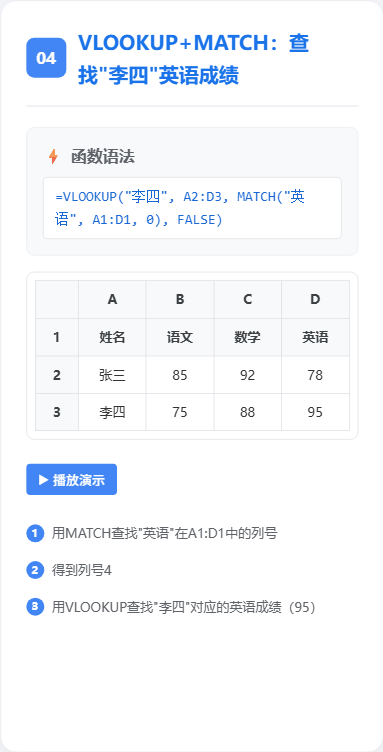 04
VLOOKUP+MATCH：查
找"李四"英语成绩
函数语法
=VLOOKUP("李四", A2:D3, MATCH("英
语", A1:D1, 0), FALSE)
A B C D
1 姓名 语文 数学 英语
2 张三 85 92 78
3 李四 75 88 95
▶ 播放演示
1 用MATCH查找"英语"在A1:D1中的列号
2 得到列号4
3 用VLOOKUP查找"李四"对应的英语成绩（95）